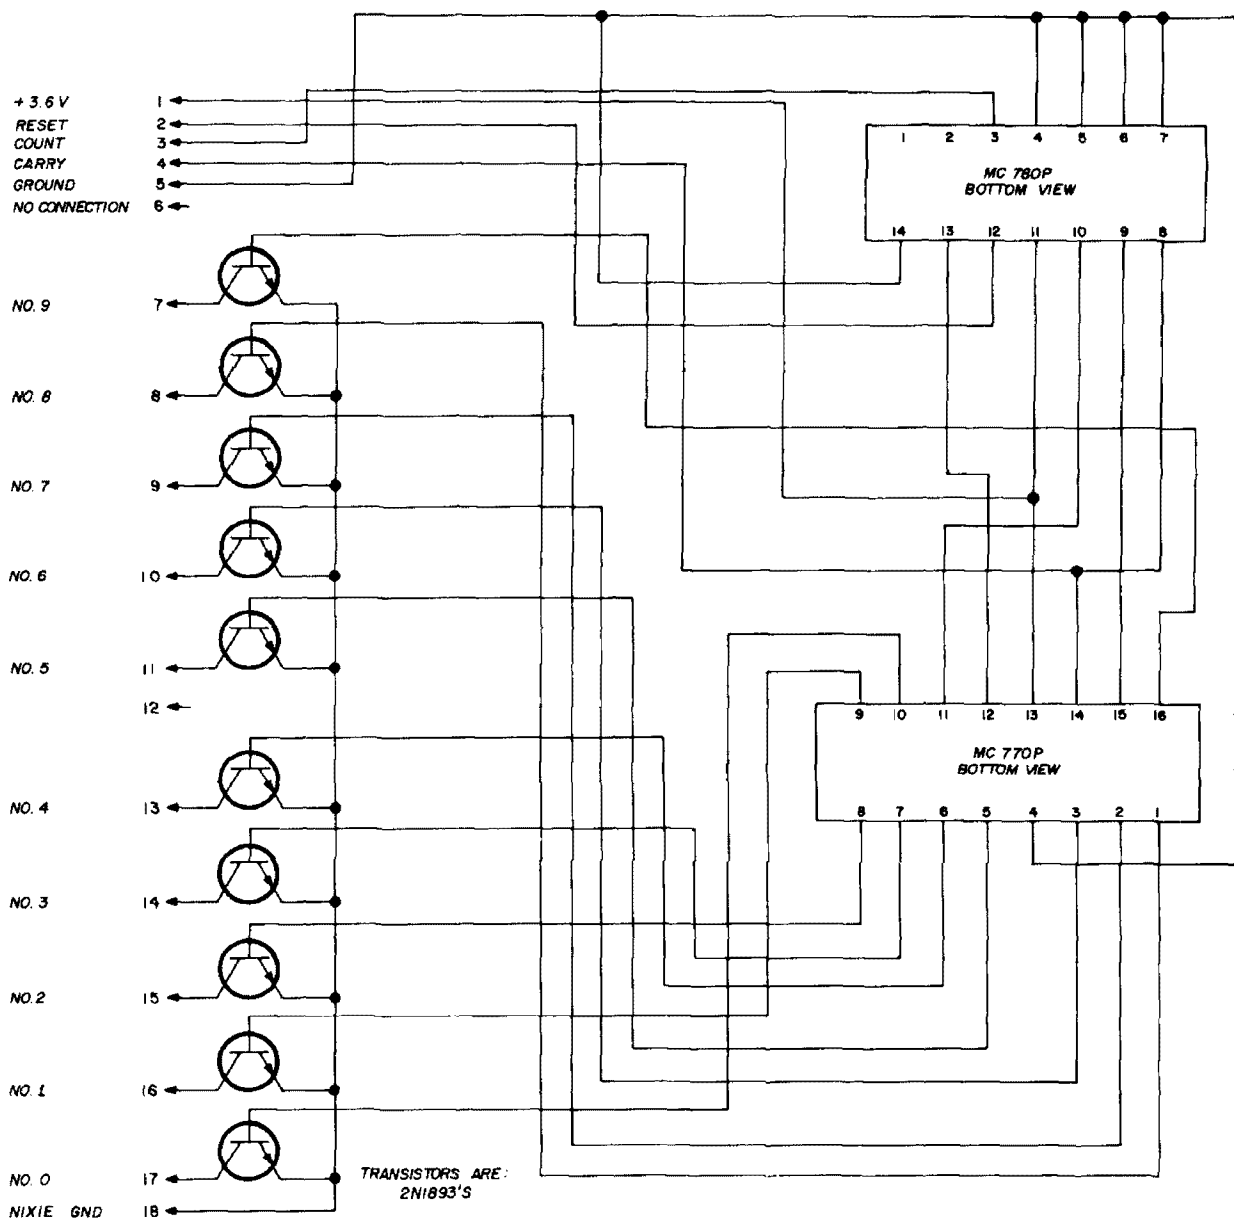 + 3.6 V 1
RESET 2
COUNT 3
CARRY 4
GROUND 5
NO CONNECTION 6
1 2 3 4 5 6 7
MC 780P
BOTTOM VIEW
14 13 12 11 10 9 8
NO. 9 7
NO. 8 8
NO. 7 9
NO. 6 10
NO. 5 11
12
9 10 11 12 13 14 15 16
MC 770P
BOTTOM VIEW
8 7 6 5 4 3 2 1
NO. 4 13
NO. 3 14
NO. 2 15
NO. 1 16
NO. 0 17
NIXIE GND 18
TRANSISTORS ARE:
2N1893'S